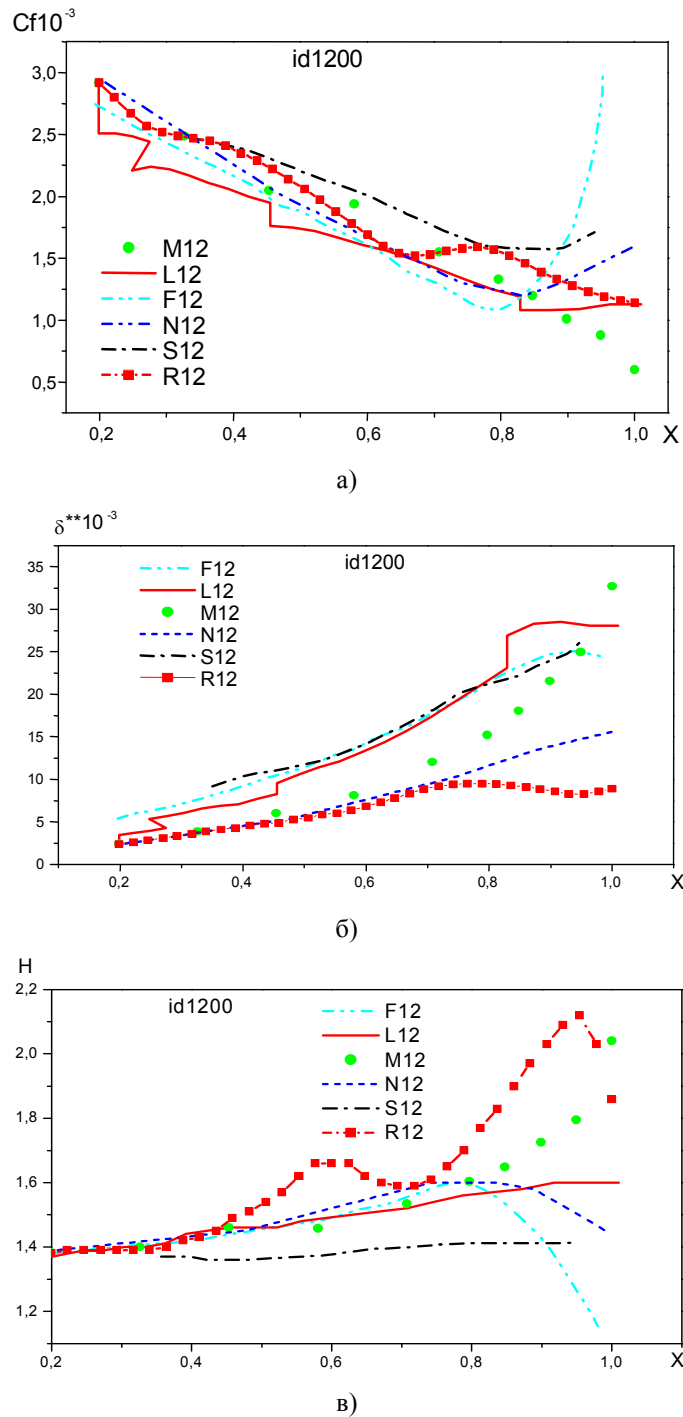 Cf10-3
id1200
3,0
2,5
2,0
1,5
1,0
0,5
M12
L12
F12
N12
S12
R12
0,2 0,4 0,6 0,8 1,0 X
а)
δ**10-3
id1200
35
30
25
20
15
10
5
0
F12
L12
M12
N12
S12
R12
0,2 0,4 0,6 0,8 1,0 X
б)
H
id1200
2,2
2,0
1,8
1,6
1,4
1,2
F12
L12
M12
N12
S12
R12
0,2 0,4 0,6 0,8 1,0 X
в)